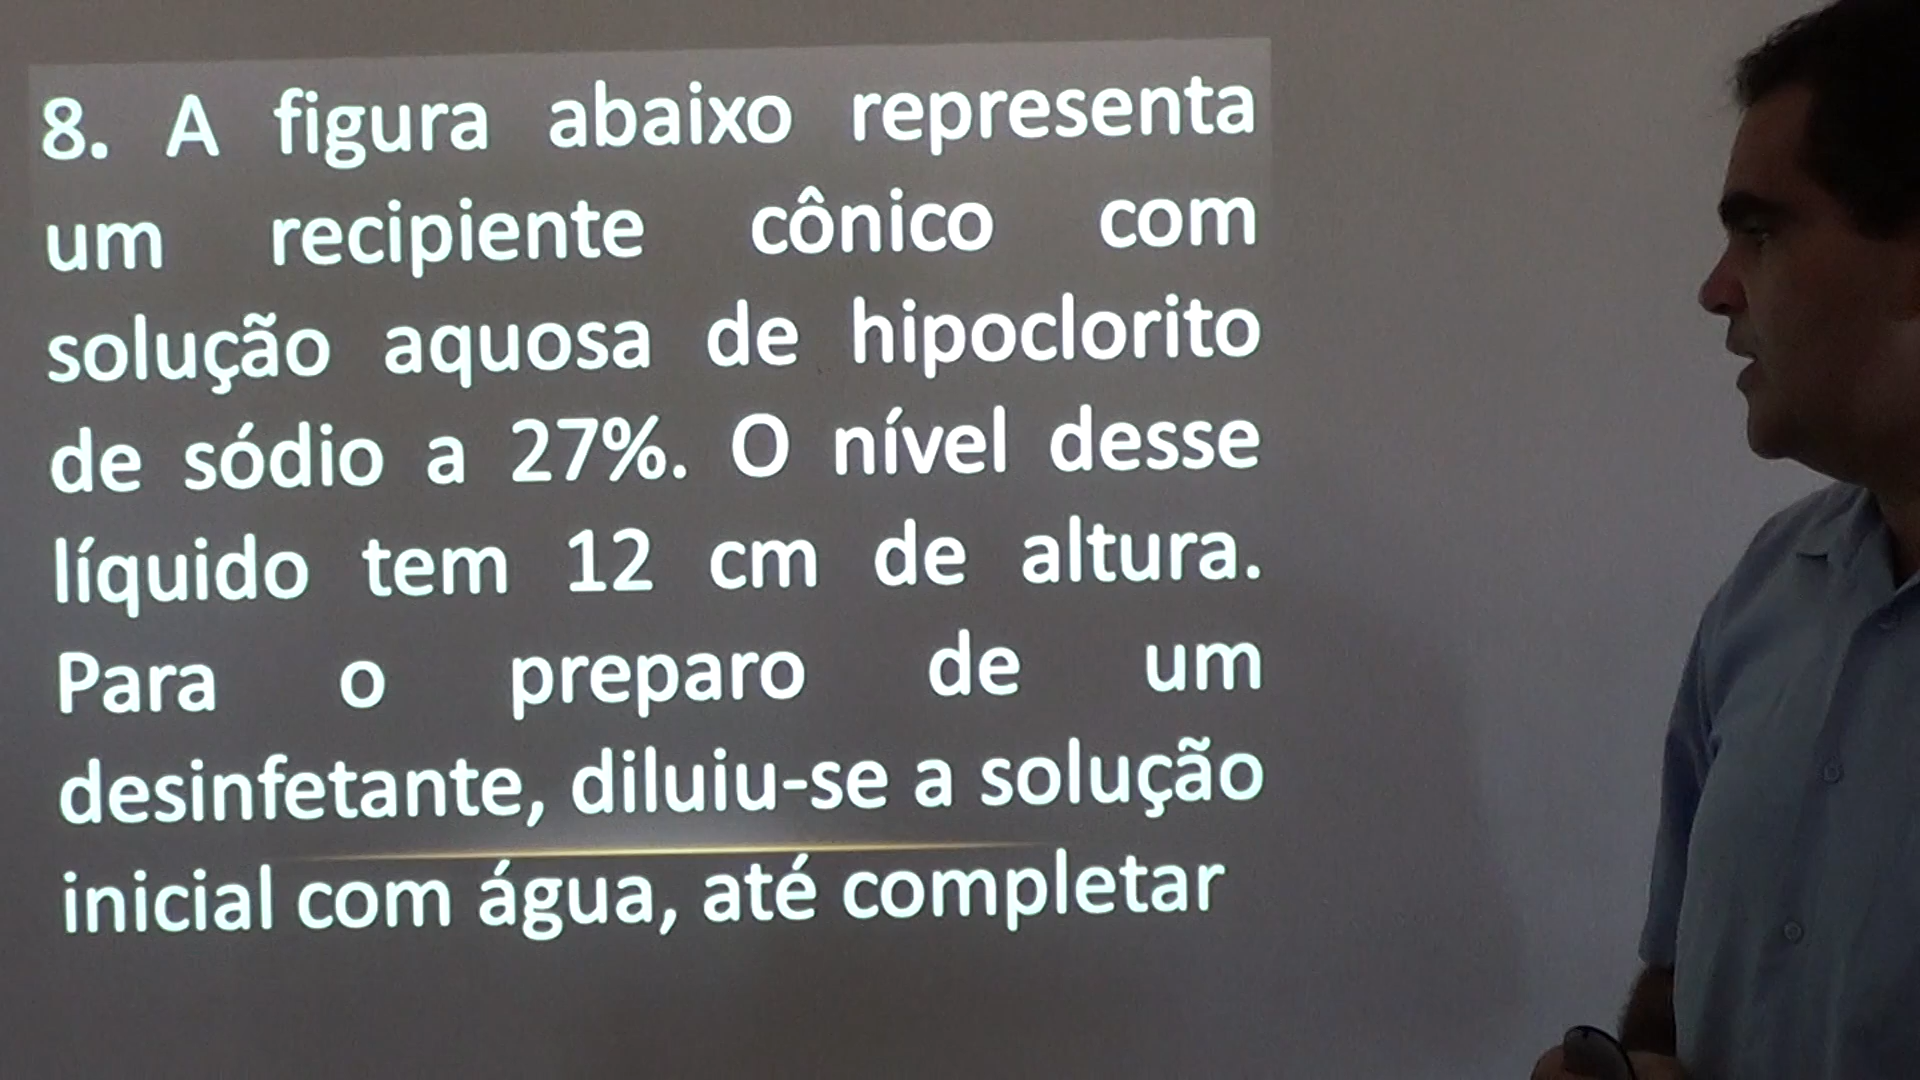 8. A figura abaixo representa
um recipiente cônico com
solução aquosa de hipoclorito
de sódio a 27%. O nível desse
líquido tem 12 cm de altura.
Para o preparo de um
desinfetante, diluiu-se a solução
inicial com água, até completar